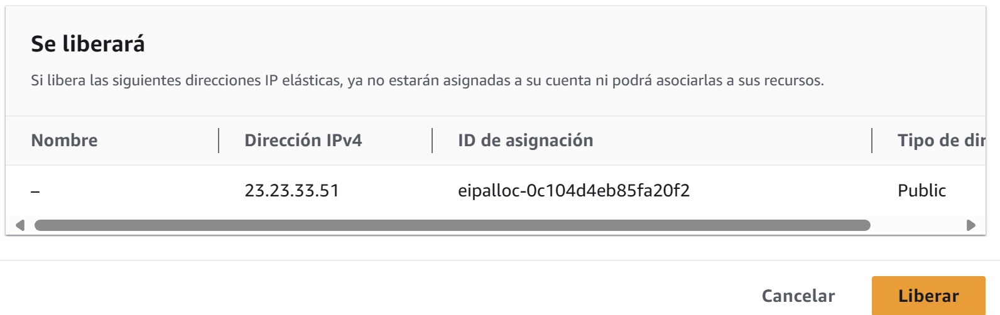 Se liberará
Si libera las siguientes direcciones IP elásticas, ya no estarán asignadas a su cuenta ni podrá asociarlas a sus recursos.
Nombre Dirección IPv4 ID de asignación Tipo de dir
– 23.23.33.51 eipalloc-0c104d4eb85fa20f2 Public
Cancelar Liberar